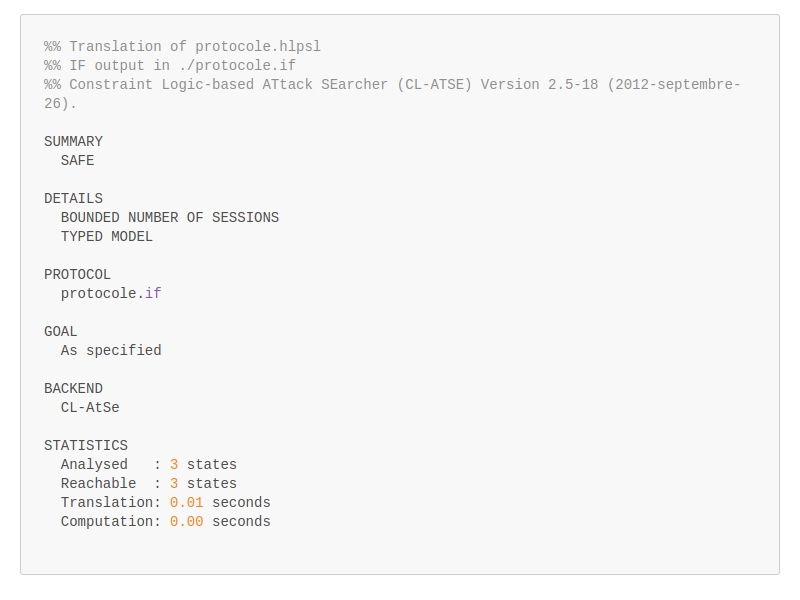 %% Translation of protocole.hlpsl
%% IF output in ./protocole.if
%% Constraint Logic-based ATtack SEarcher (CL-ATSE) Version 2.5-18 (2012-septembre-
26).
SUMMARY
SAFE
DETAILS
BOUNDED NUMBER OF SESSIONS
TYPED MODEL
PROTOCOL
protocole.if
GOAL
As specified
BACKEND
CL-AtSe
STATISTICS
Analysed   : 3 states
Reachable  : 3 states
Translation: 0.01 seconds
Computation: 0.00 seconds